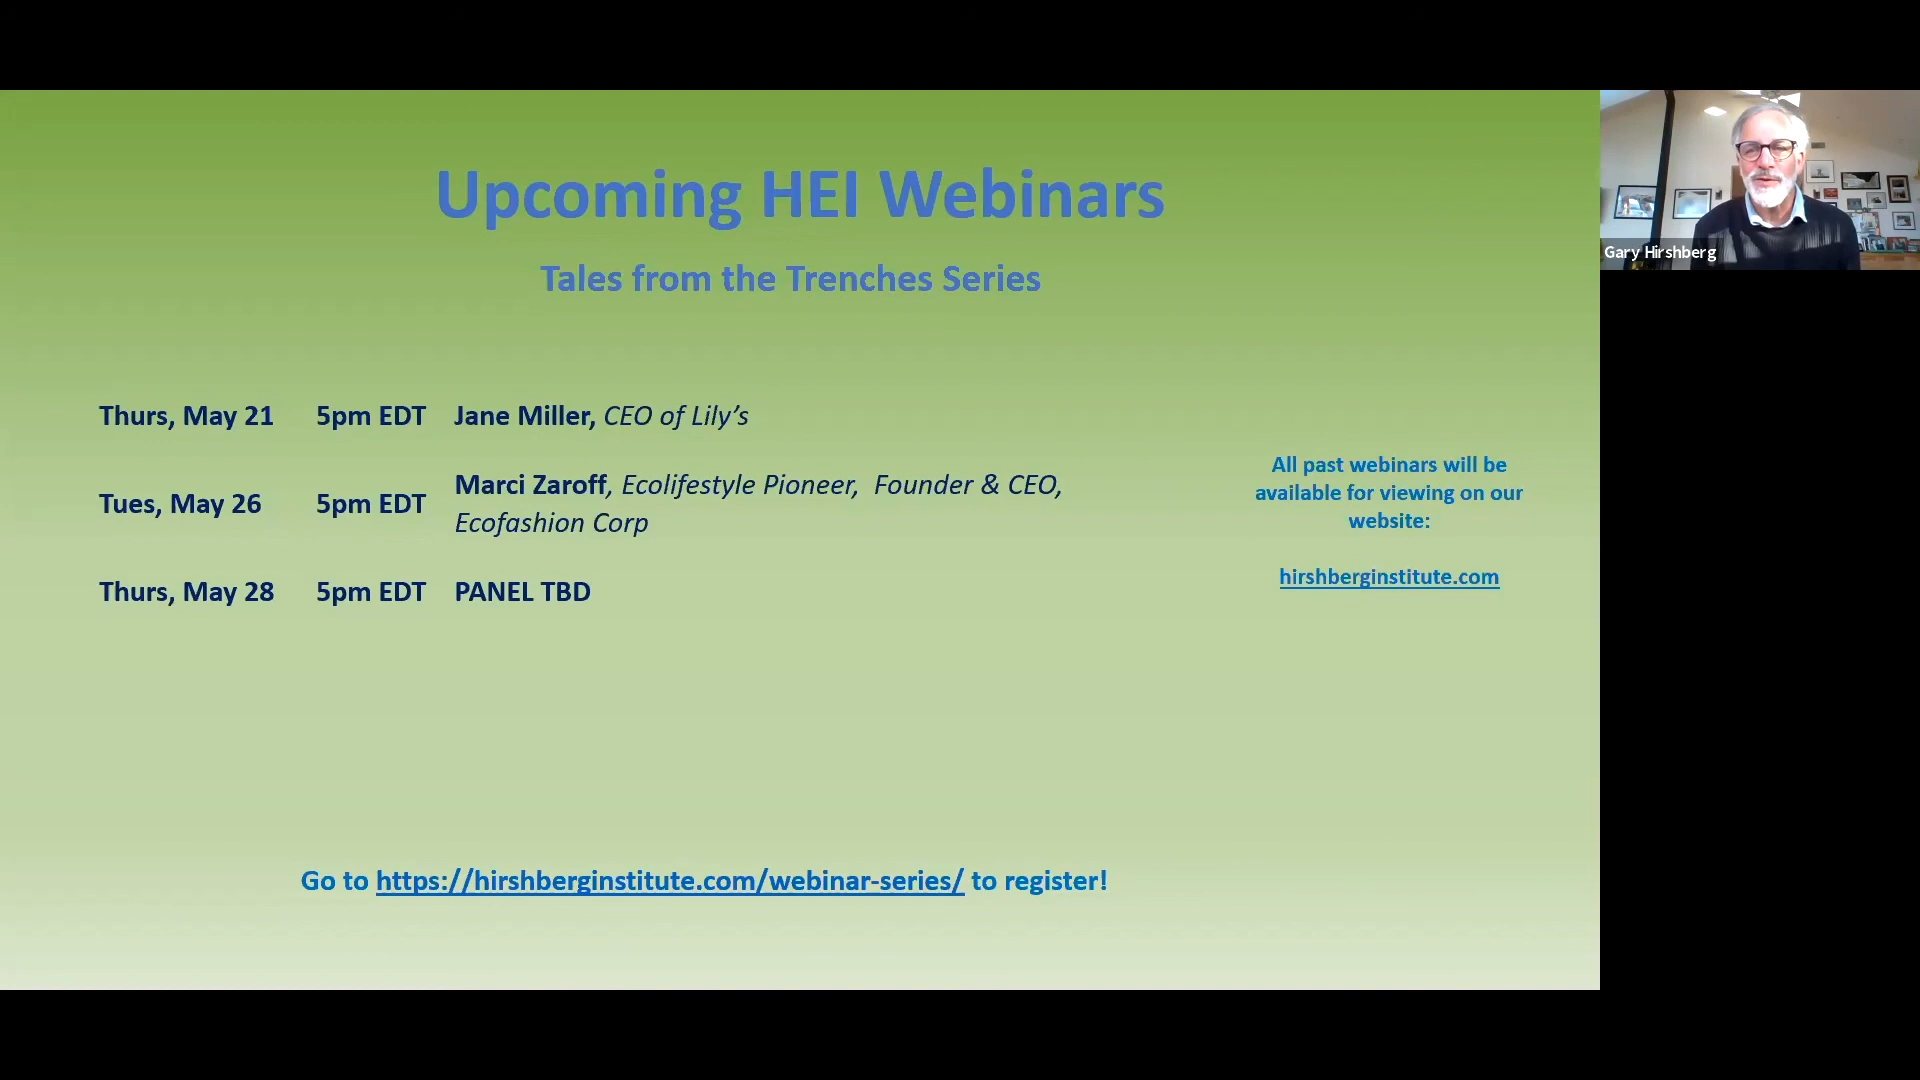 Upcoming HEI Webinars
Tales from the Trenches Series
Thurs, May 21 5pm EDT Jane Miller, CEO of Lily’s
Tues, May 26 5pm EDT Marci Zaroff, Ecolifestyle Pioneer, Founder & CEO,
Ecofashion Corp
Thurs, May 28 5pm EDT PANEL TBD
All past webinars will be
available for viewing on our
website:
hirshberginstitute.com
Go to https://hirshberginstitute.com/webinar-series/ to register!
Gary Hirshberg